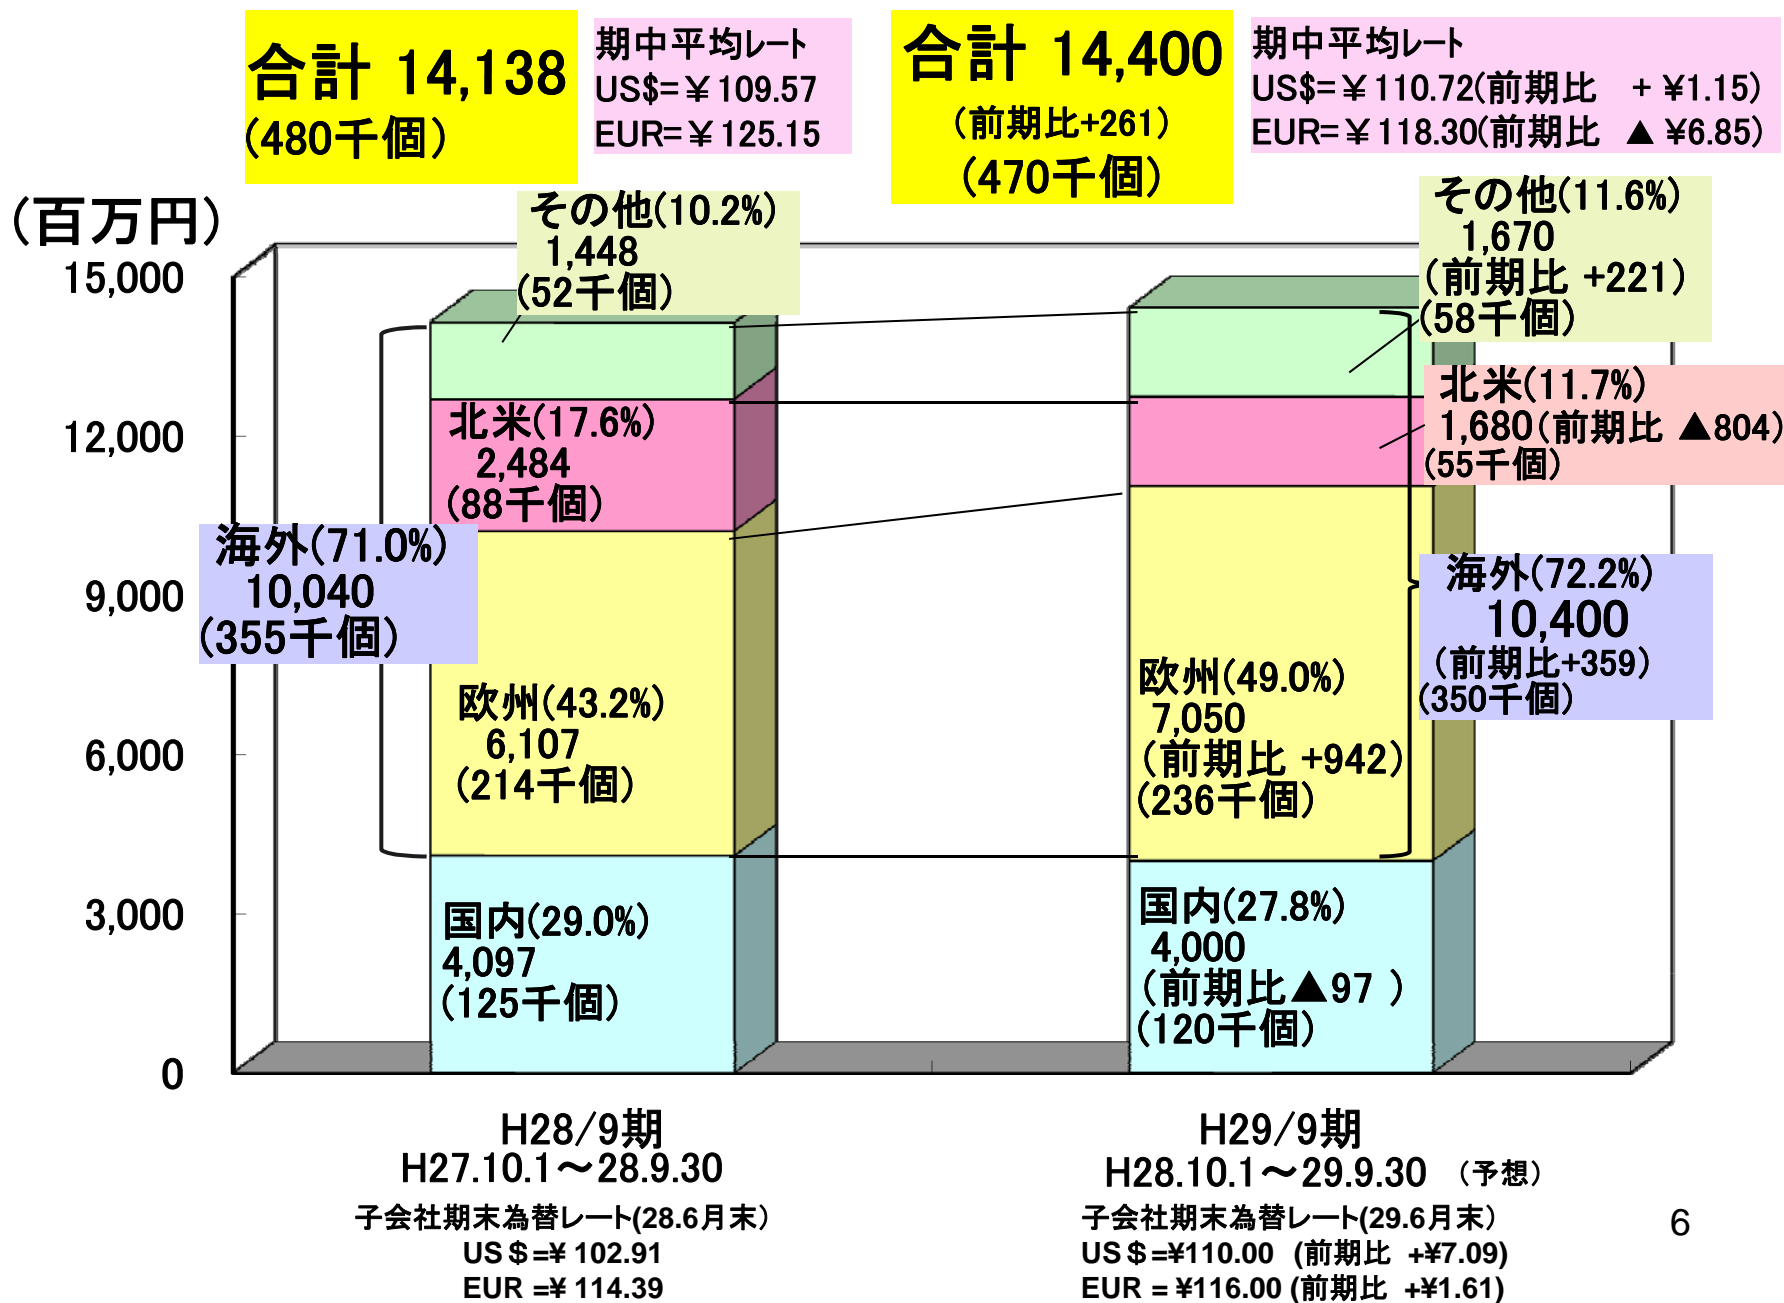 合計 14,138
(480千個)
期中平均レート
US$=￥109.57
EUR=￥125.15
合計 14,400
(前期比+261)
(470千個)
期中平均レート
US$=￥110.72(前期比 + ¥1.15)
EUR=￥118.30(前期比 ▲ ¥6.85)
(百万円)
15,000
12,000
9,000
6,000
3,000
0
その他(10.2%)
1,448
(52千個)
北米(17.6%)
2,484
(88千個)
海外(71.0%)
10,040
(355千個)
欧州(43.2%)
6,107
(214千個)
国内(29.0%)
4,097
(125千個)
その他(11.6%)
1,670
(前期比 +221)
(58千個)
北米(11.7%)
1,680(前期比 ▲804)
(55千個)
海外(72.2%)
10,400
(前期比+359)
(350千個)
欧州(49.0%)
7,050
(前期比 +942)
(236千個)
国内(27.8%)
4,000
(前期比▲97 )
(120千個)
H28/9期
H27.10.1～28.9.30
子会社期末為替レート(28.6月末)
US＄=¥ 102.91
EUR =¥ 114.39
H29/9期
H28.10.1～29.9.30 (予想)
子会社期末為替レート(29.6月末)
US＄=¥110.00 (前期比 +¥7.09)
EUR = ¥116.00 (前期比 +¥1.61)
6